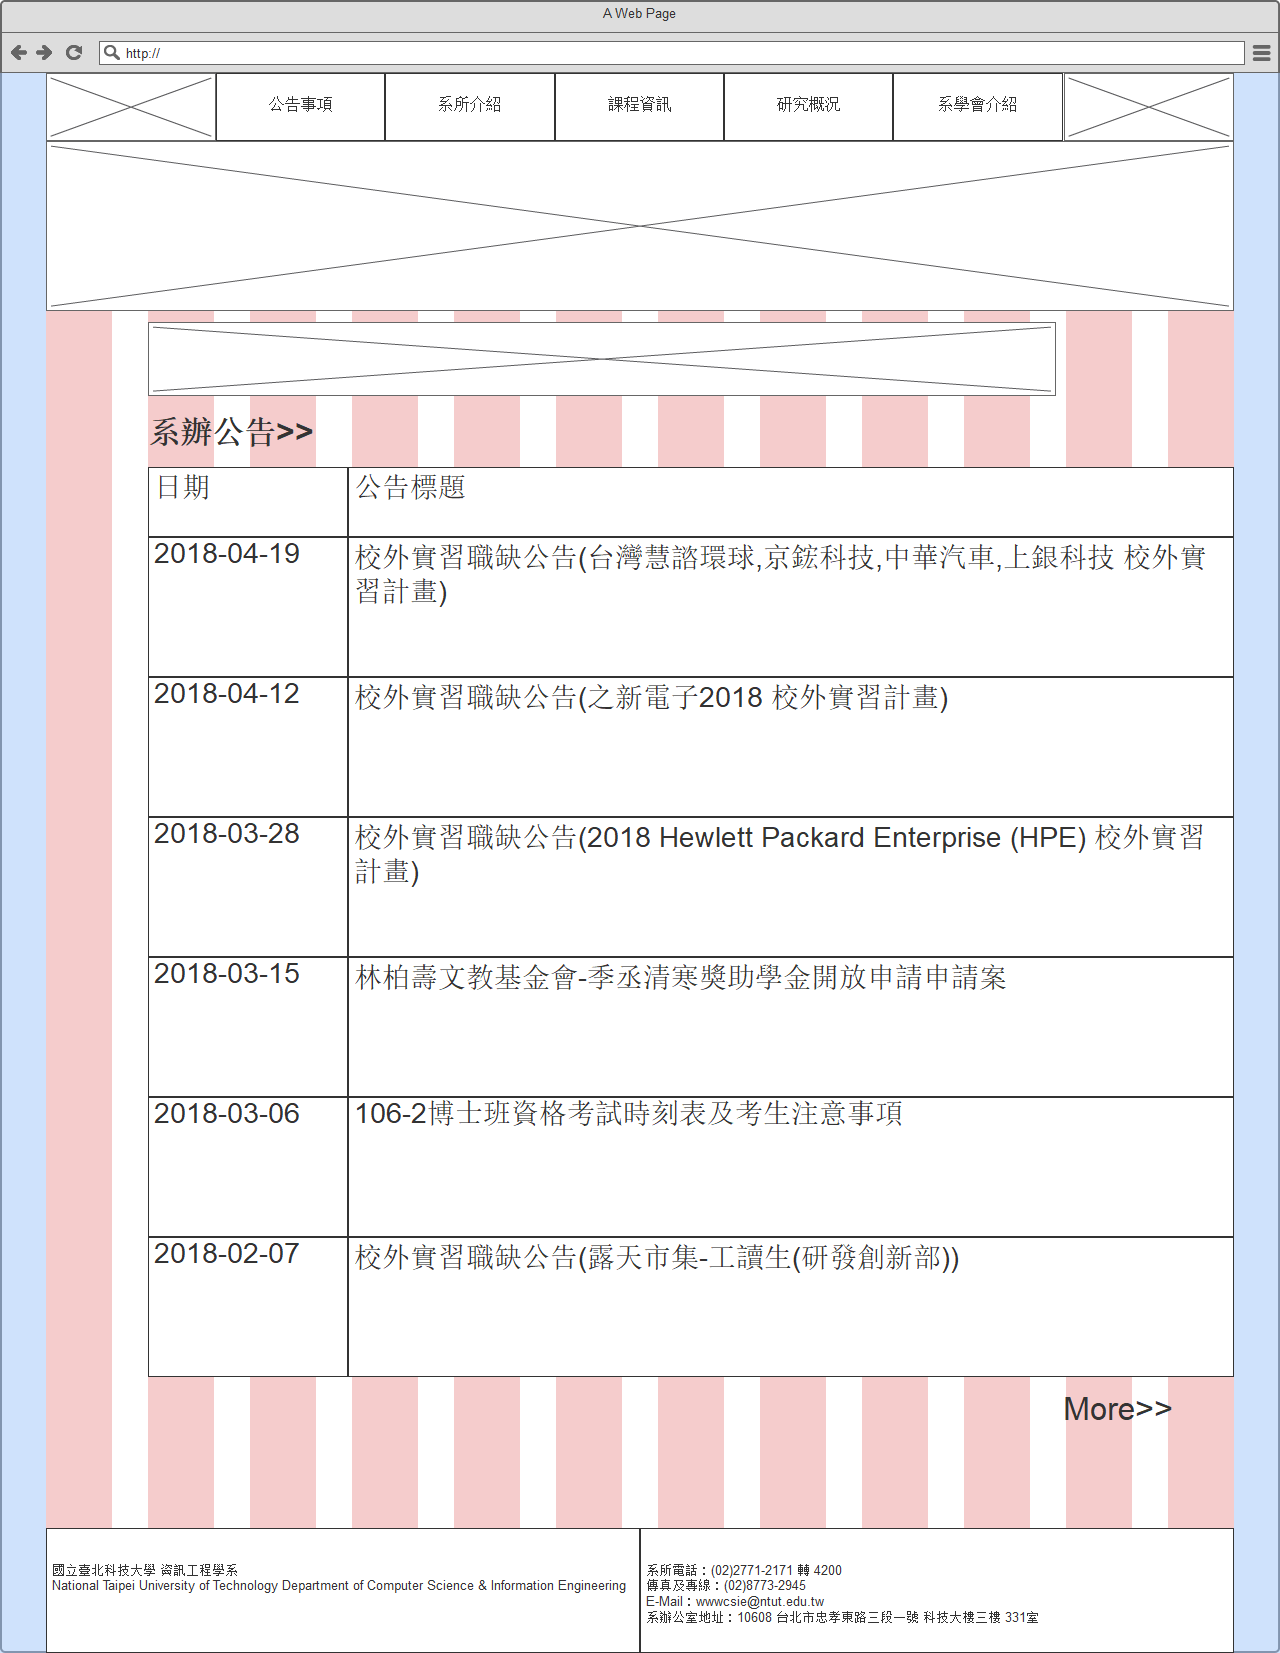 A Web Page
http://
公告事項
系所介紹
課程資訊
研究概況
系學會介紹
系辦公告>>
日期
公告標題
2018-04-19
校外實習職缺公告(台灣慧諮環球,京鋐科技,中華汽車,上銀科技 校外實
習計畫)
2018-04-12
校外實習職缺公告(之新電子2018 校外實習計畫)
2018-03-28
校外實習職缺公告(2018 Hewlett Packard Enterprise (HPE) 校外實習
計畫)
2018-03-15
林柏壽文教基金會-季丞清寒獎助學金開放申請申請案
2018-03-06
106-2博士班資格考試時刻表及考生注意事項
2018-02-07
校外實習職缺公告(露天市集-工讀生(研發創新部))
More>>
國立臺北科技大學 資訊工程學系
National Taipei University of Technology Department of Computer Science & Information Engineering
系所電話：(02)2771-2171 轉 4200
傳真及專線：(02)8773-2945
E-Mail：wwwcsie@ntut.edu.tw
系辦公室地址：10608 台北市忠孝東路三段一號 科技大樓三樓 331室